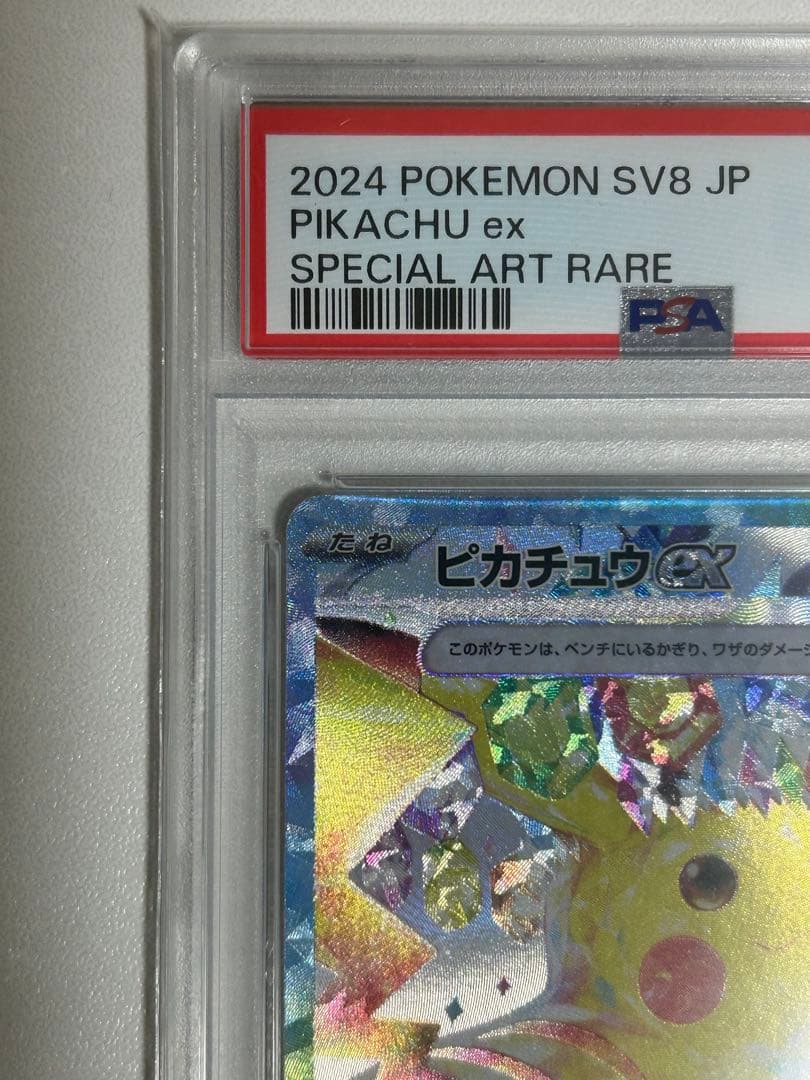 2024 POKEMON SV8 JP
PIKACHU ex
SPECIAL ART RARE
PSA
たね
ピカチュウex
このポケモンは、ベンチにいるかぎり、ワザのダメージ